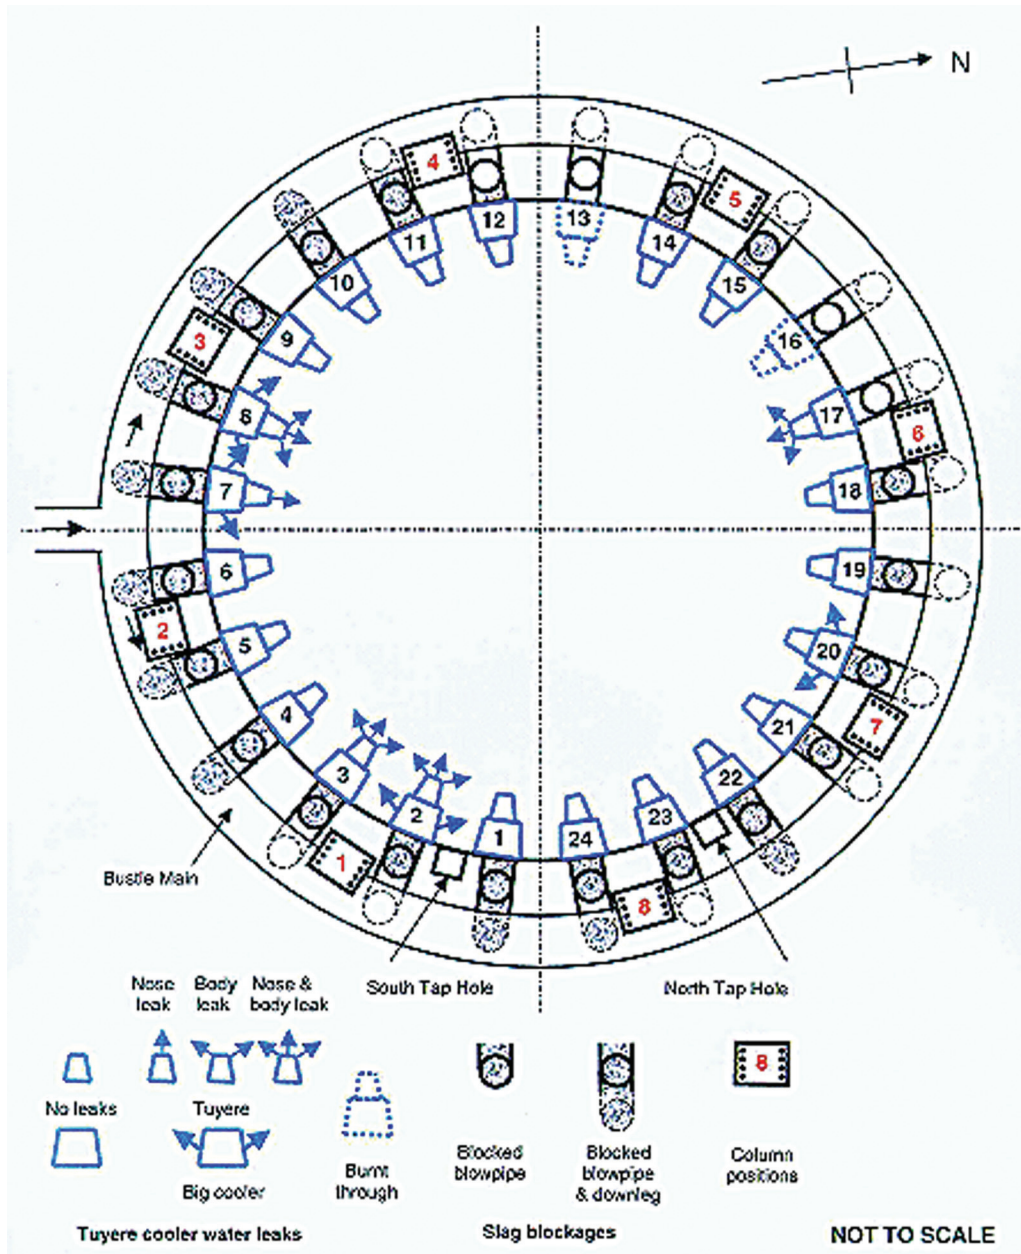 N
4
5
12
13
11
14
10
15
3
9
16
8
17
6
7
18
6
19
2
5
20
4
21
7
3
22
2
23
1
24
1
8
Bustle Main
South Tap Hole
North Tap Hole
Nose leak
Body leak
Nose & body leak
8
No leaks
Tuyere
Big cooler
Burnt through
Blocked blowpipe
Blocked blowpipe & downleg
Column positions
Tuyere cooler water leaks
Slag blockages
NOT TO SCALE